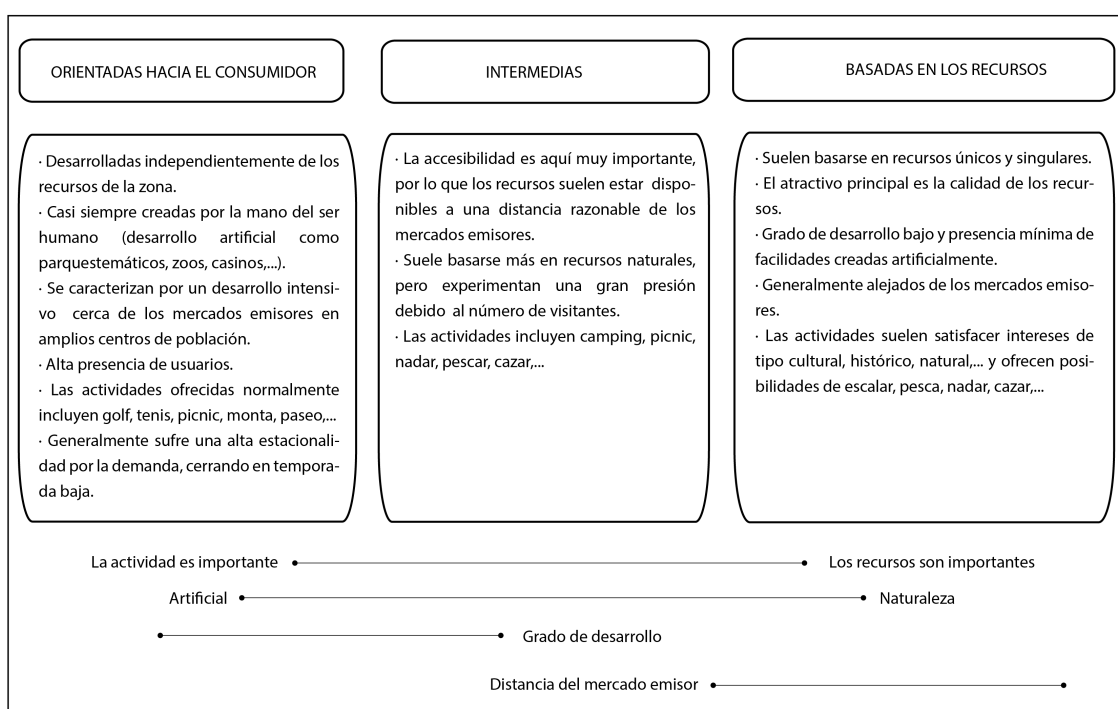 ORIENTADAS HACIA EL CONSUMIDOR
INTERMEDIAS
BASADAS EN LOS RECURSOS
· Desarrolladas independientemente de los
recursos de la zona.
· Casi siempre creadas por la mano del ser
humano (desarrollo artificial como
parquestemáticos, zoos, casinos,...).
· Se caracterizan por un desarrollo intensi-
vo cerca de los mercados emisores en
amplios centros de población.
· Alta presencia de usuarios.
· Las actividades ofrecidas normalmente
incluyen golf, tenis, picnic, monta, paseo,...
· Generalmente sufre una alta estacionali-
dad por la demanda, cerrando en tempora-
da baja.
· La accesibilidad es aquí muy importante,
por lo que los recursos suelen estar dispo-
nibles a una distancia razonable de los
mercados emisores.
· Suele basarse más en recursos naturales,
pero experimentan una gran presión
debido al número de visitantes.
· Las actividades incluyen camping, picnic,
nadar, pescar, cazar,...
· Suelen basarse en recursos únicos y singulares.
· El atractivo principal es la calidad de los recur-
sos.
· Grado de desarrollo bajo y presencia mínima de
facilidades creadas artificialmente.
· Generalmente alejados de los mercados emiso-
res.
· Las actividades suelen satisfacer intereses de
tipo cultural, histórico, natural,... y ofrecen posi-
bilidades de escalar, pesca, nadar, cazar,...
La actividad es importante
Los recursos son importantes
Artificial
Naturaleza
Grado de desarrollo
Distancia del mercado emisor